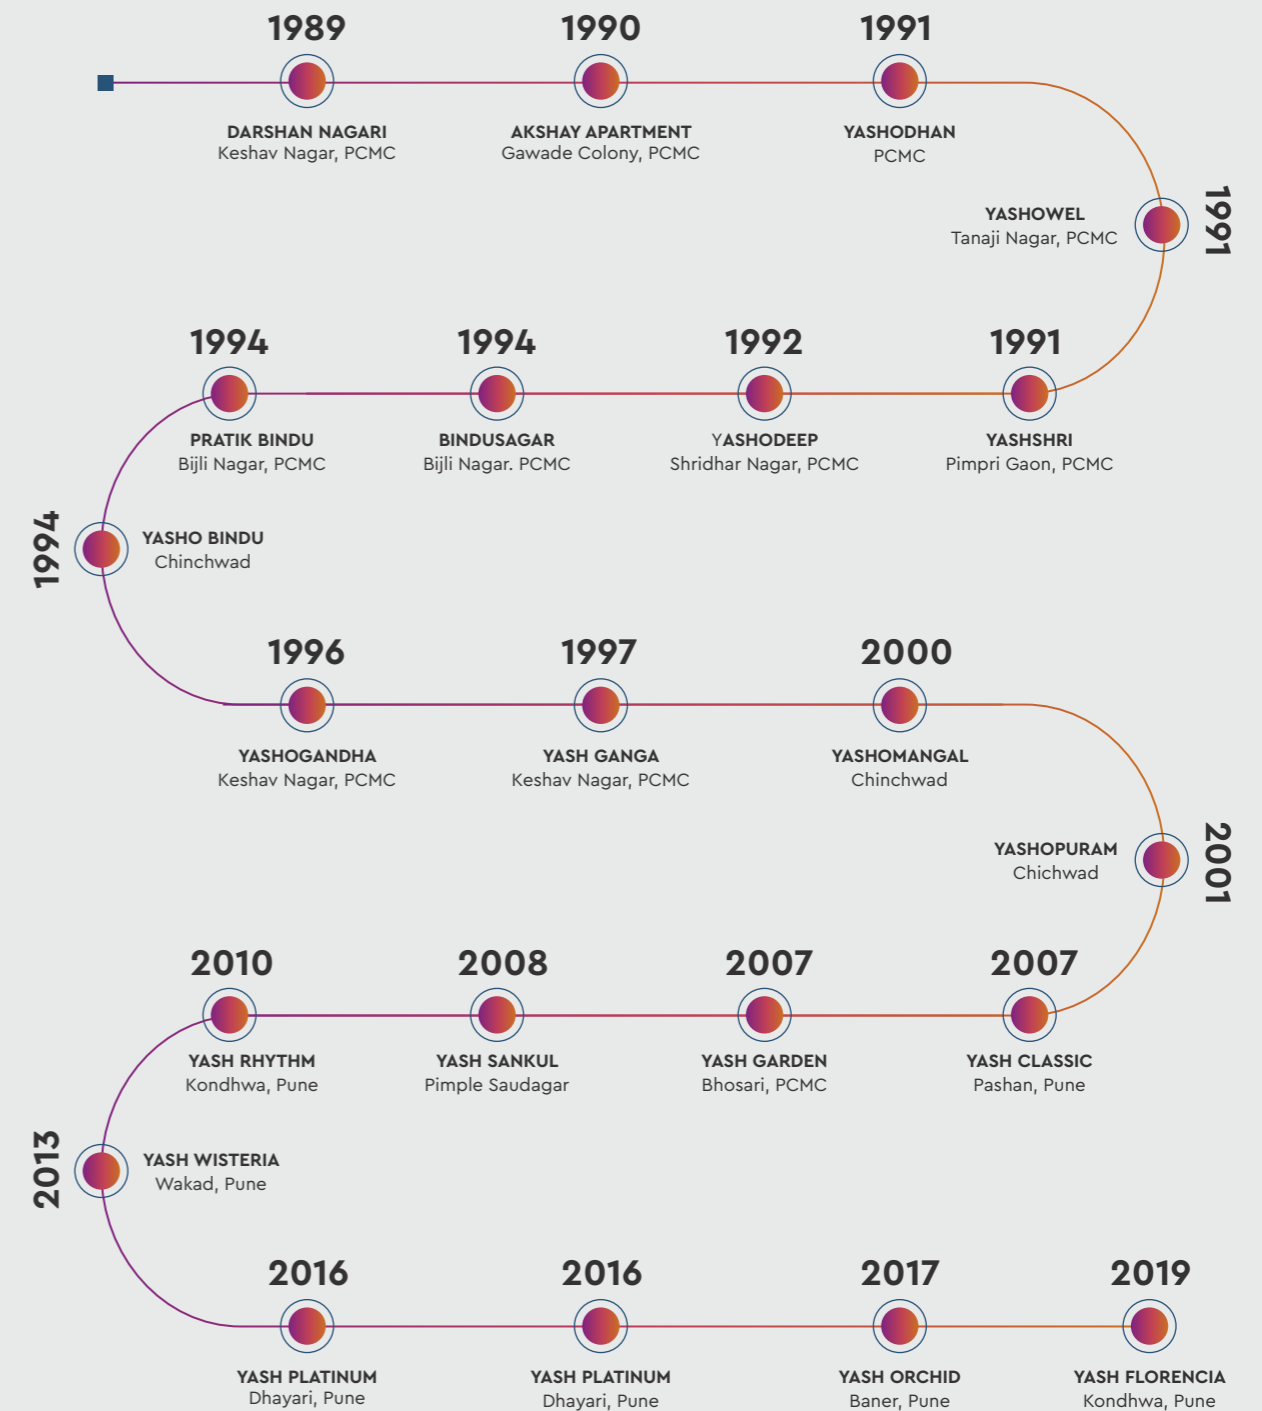 1989
DARSHAN NAGARI
Keshav Nagar, PCMC
1990
AKSHAY APARTMENT
Gawade Colony, PCMC
1991
YASHODHAN
PCMC
1991
YASHOWEL
Tanaji Nagar, PCMC
1991
YASHSHRI
Pimpri Gaon, PCMC
1992
YASHODEEP
Shridhar Nagar, PCMC
1994
BINDUSAGAR
Bijli Nagar. PCMC
1994
PRATIK BINDU
Bijli Nagar, PCMC
1994
YASHO BINDU
Chinchwad
1996
YASHOGANDHA
Keshav Nagar, PCMC
1997
YASH GANGA
Keshav Nagar, PCMC
2000
YASHOMANGAL
Chinchwad
2001
YASHOPURAM
Chichwad
2007
YASH CLASSIC
Pashan, Pune
2007
YASH GARDEN
Bhosari, PCMC
2008
YASH SANKUL
Pimple Saudagar
2010
YASH RHYTHM
Kondhwa, Pune
2013
YASH WISTERIA
Wakad, Pune
2016
YASH PLATINUM
Dhayari, Pune
2016
YASH PLATINUM
Dhayari, Pune
2017
YASH ORCHID
Baner, Pune
2019
YASH FLORENCIA
Kondhwa, Pune